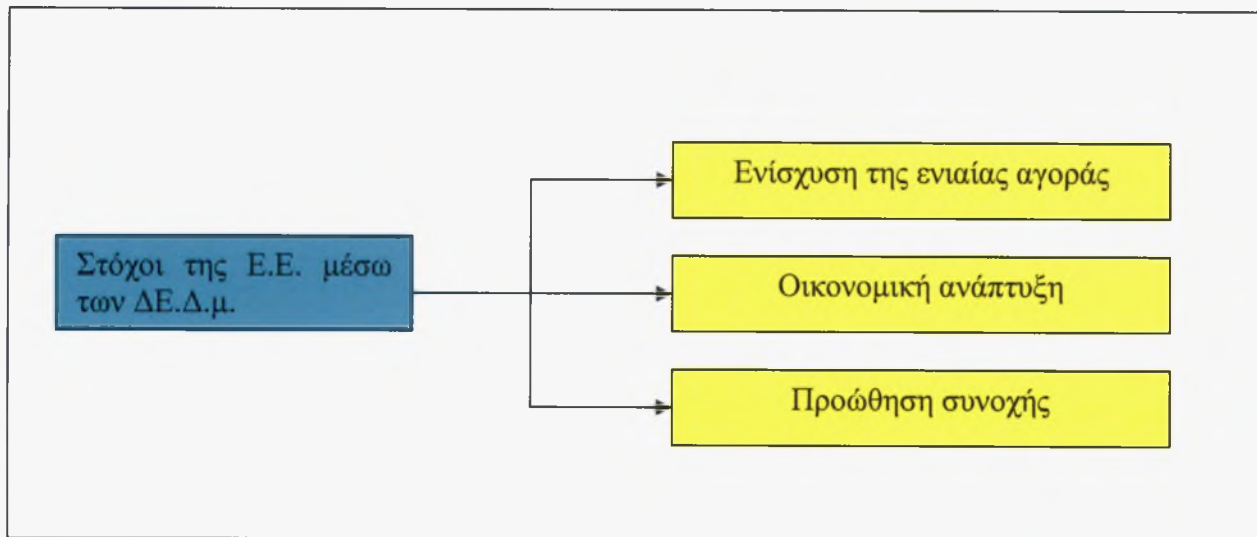 Στόχοι της Ε.Ε. μέσω
των ΔΕ.Δ.μ.
Ενίσχυση της ενιαίας αγοράς
Οικονομική ανάπτυξη
Προώθηση συνοχής